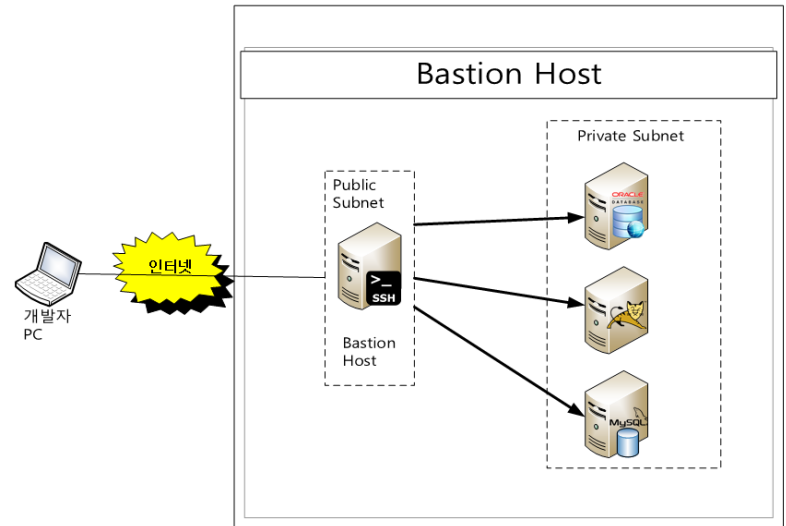 Bastion Host
Private Subnet
Public
Subnet
ORACLE
DATABASE
인터넷
>_
SSH
개발자
PC
Bastion
Host
MySQL